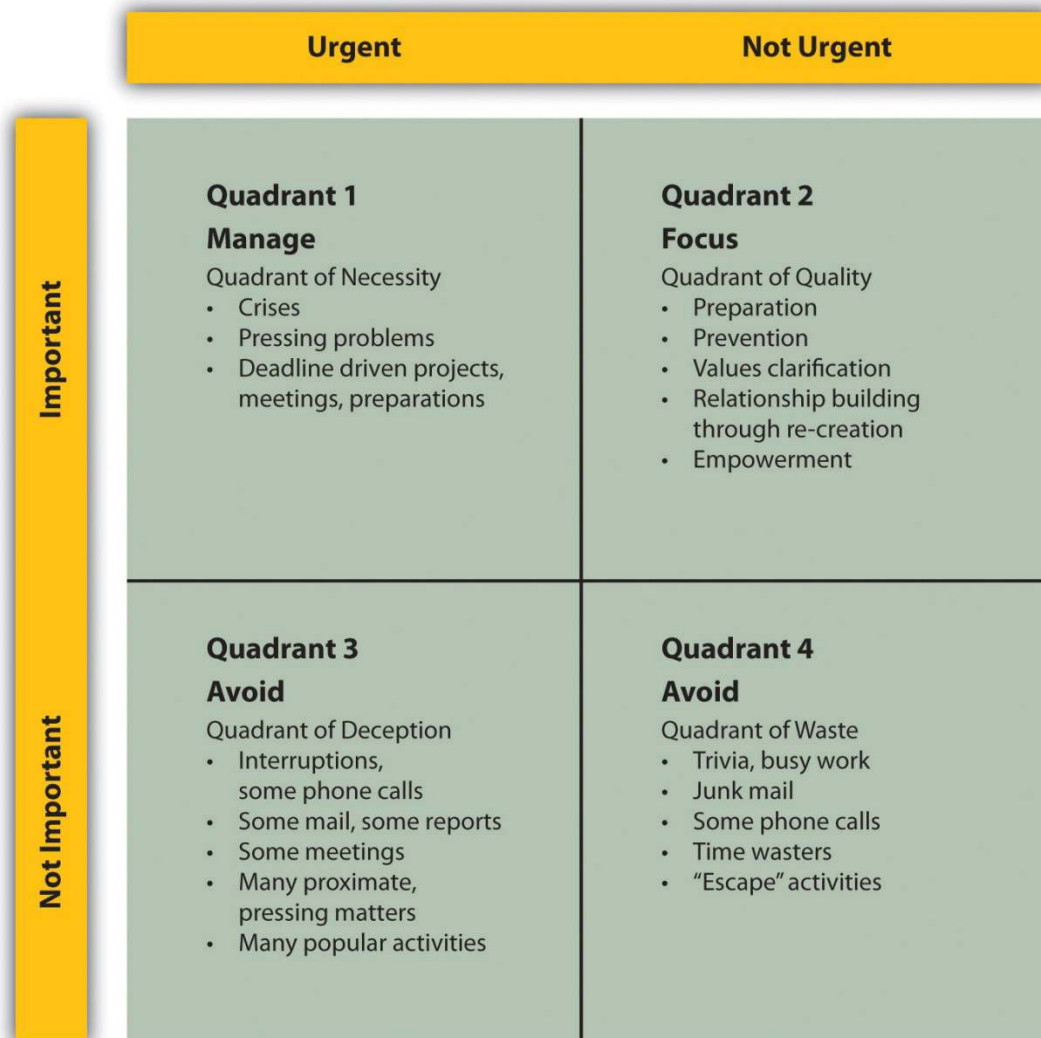 Urgent
Not Urgent
Important
Quadrant 1
Manage
Quadrant of Necessity
• Crises
• Pressing problems
• Deadline driven projects,
meetings, preparations
Quadrant 2
Focus
Quadrant of Quality
• Preparation
• Prevention
• Values clarification
• Relationship building
through re-creation
• Empowerment
Not Important
Quadrant 3
Avoid
Quadrant of Deception
• Interruptions,
some phone calls
• Some mail, some reports
• Some meetings
• Many proximate,
pressing matters
• Many popular activities
Quadrant 4
Avoid
Quadrant of Waste
• Trivia, busy work
• Junk mail
• Some phone calls
• Time wasters
• “Escape” activities